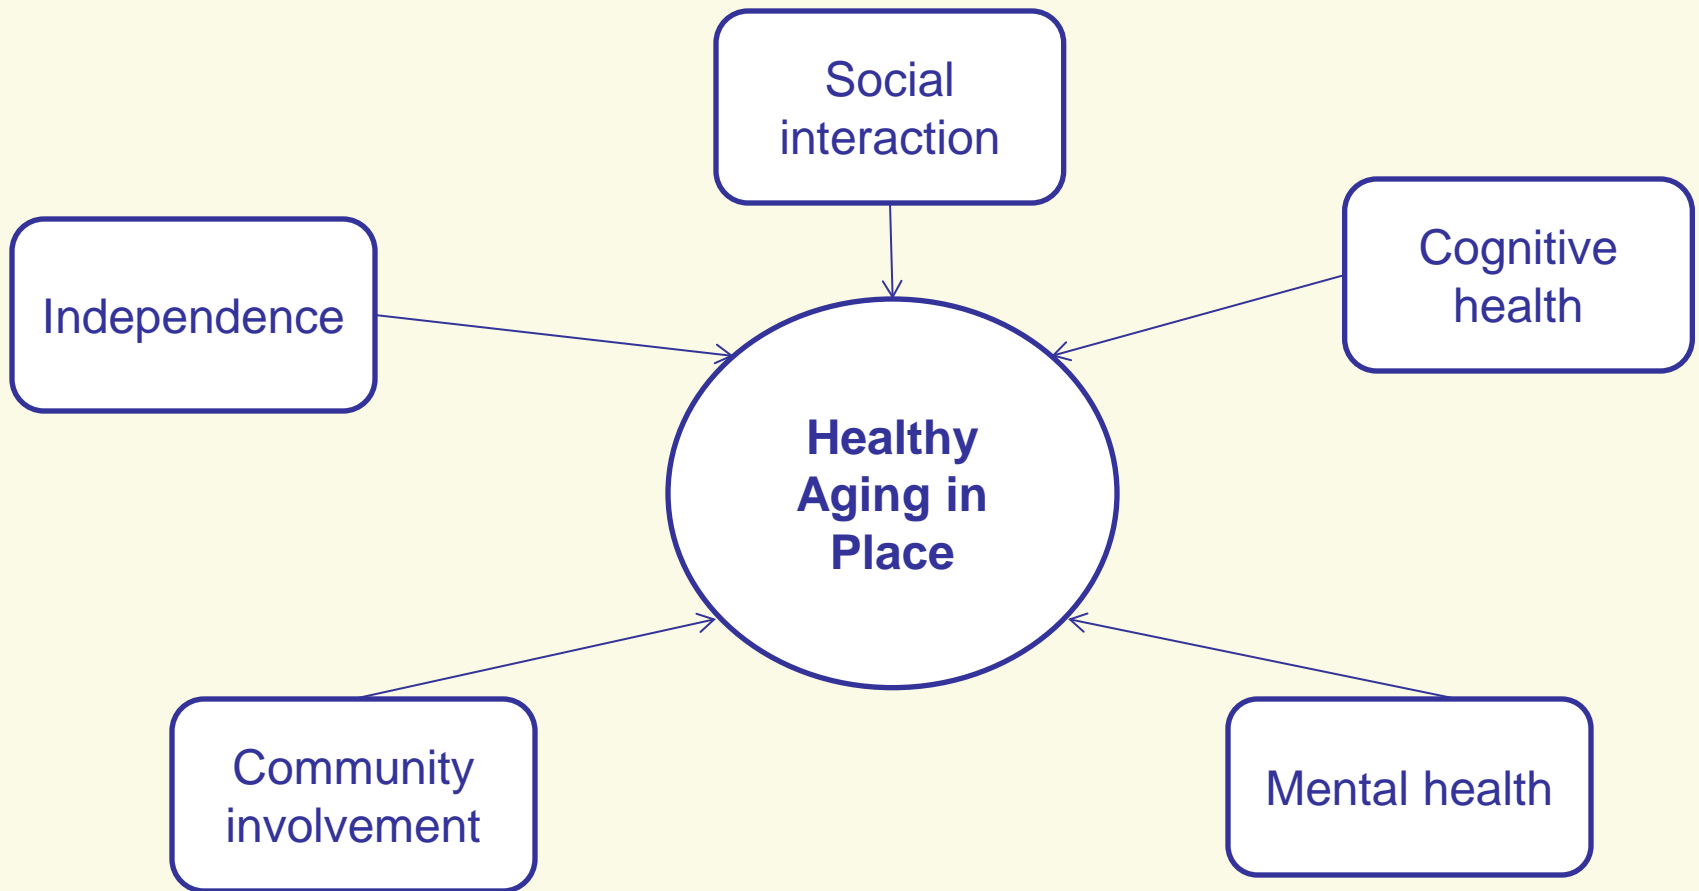 Social
interaction
Cognitive
health
Independence
Healthy
Aging in
Place
Community
involvement
Mental health